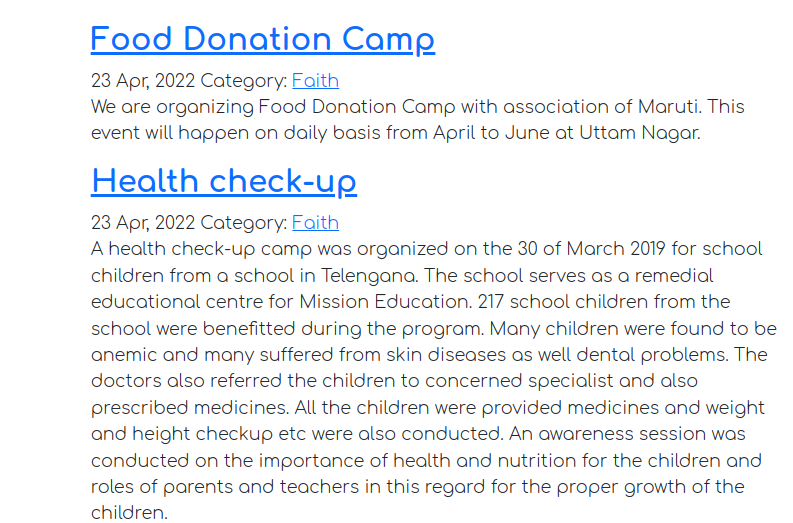 Food Donation Camp
23 Apr, 2022 Category: Faith
We are organizing Food Donation Camp with association of Maruti. This
event will happen on daily basis from April to June at Uttam Nagar.
Health check-up
23 Apr, 2022 Category: Faith
A health check-up camp was organized on the 30 of March 2019 for school
children from a school in Telengana. The school serves as a remedial
educational centre for Mission Education. 217 school children from the
school were benefitted during the program. Many children were found to be
anemic and many suffered from skin diseases as well dental problems. The
doctors also referred the children to concerned specialist and also
prescribed medicines. All the children were provided medicines and weight
and height checkup etc were also conducted. An awareness session was
conducted on the importance of health and nutrition for the children and
roles of parents and teachers in this regard for the proper growth of the
children.